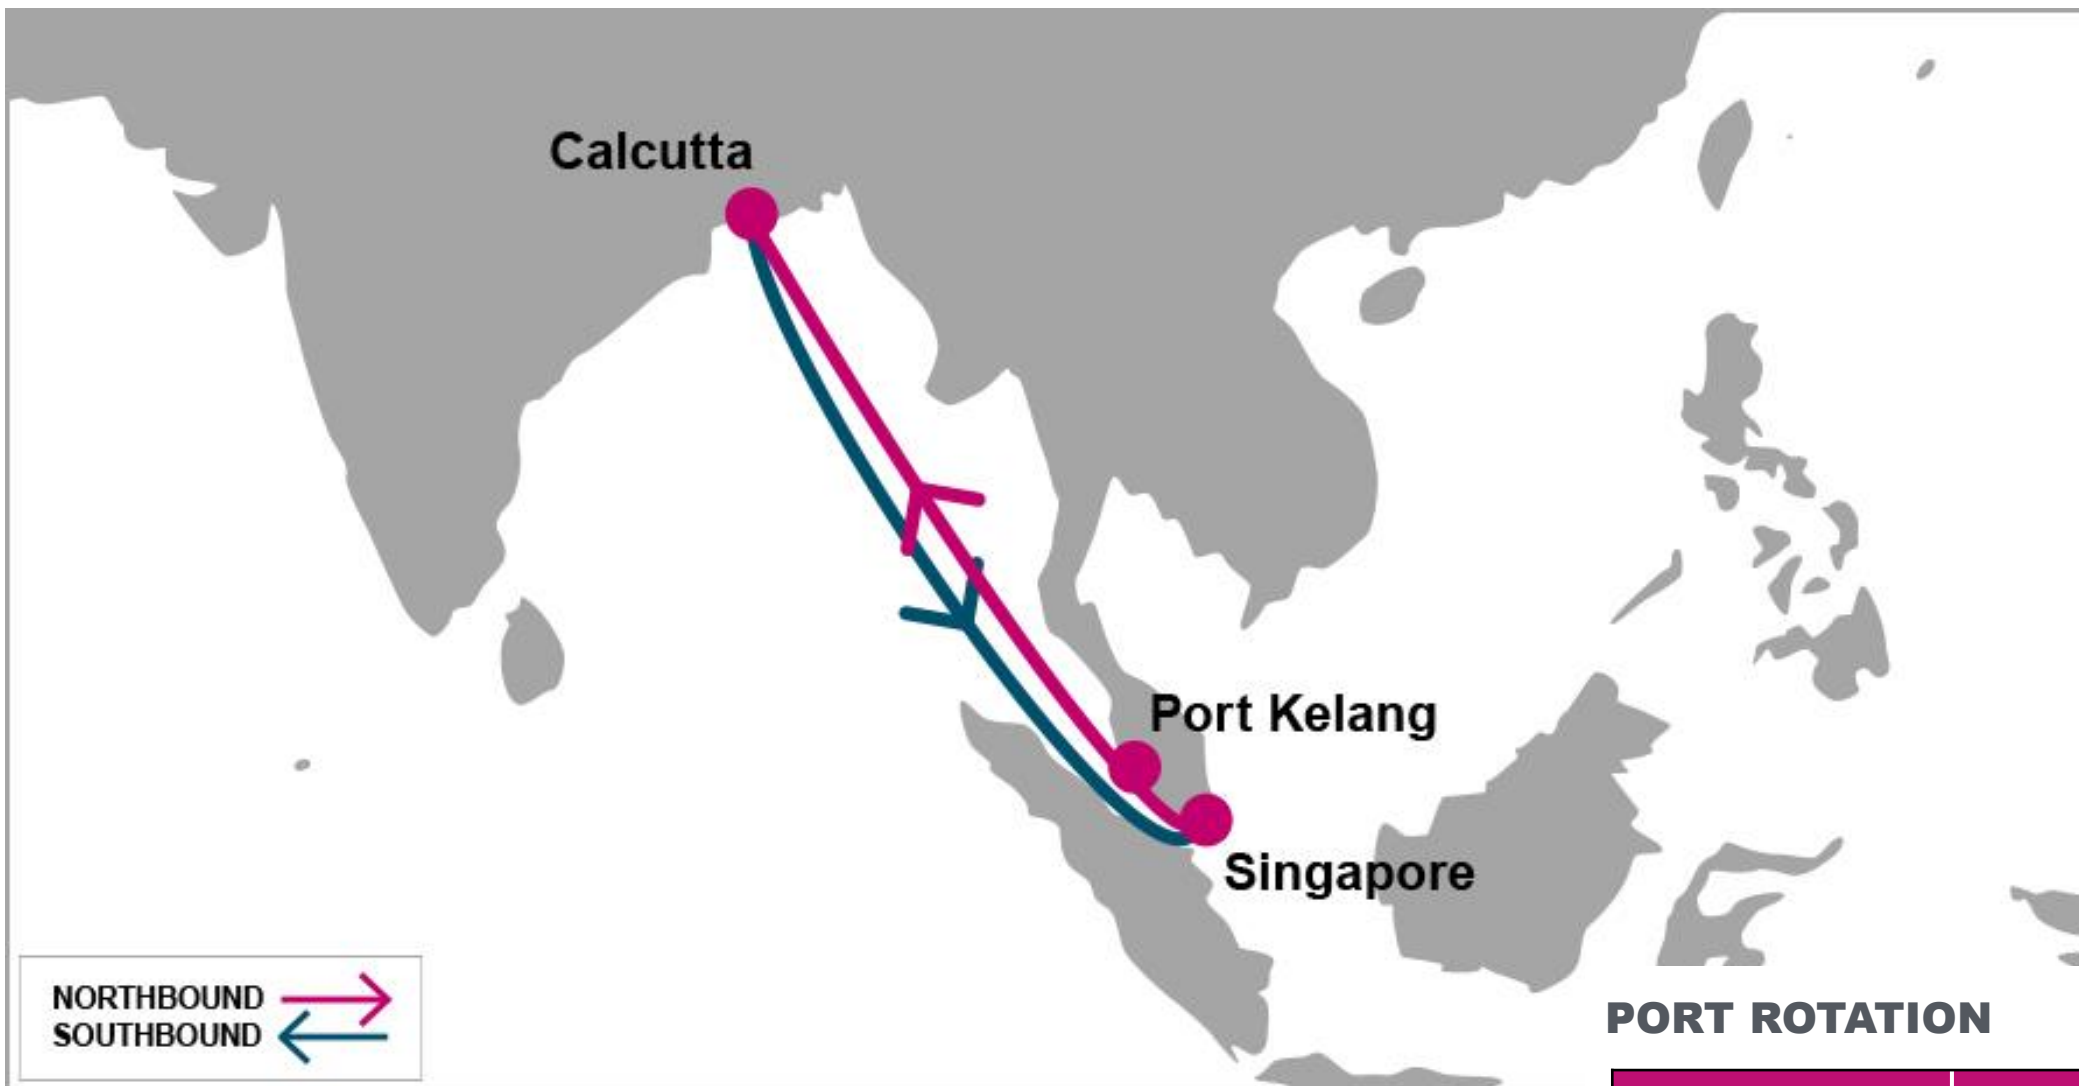 Calcutta
Port Kelang
Singapore
NORTHBOUND
SOUTHBOUND
PORT ROTATION